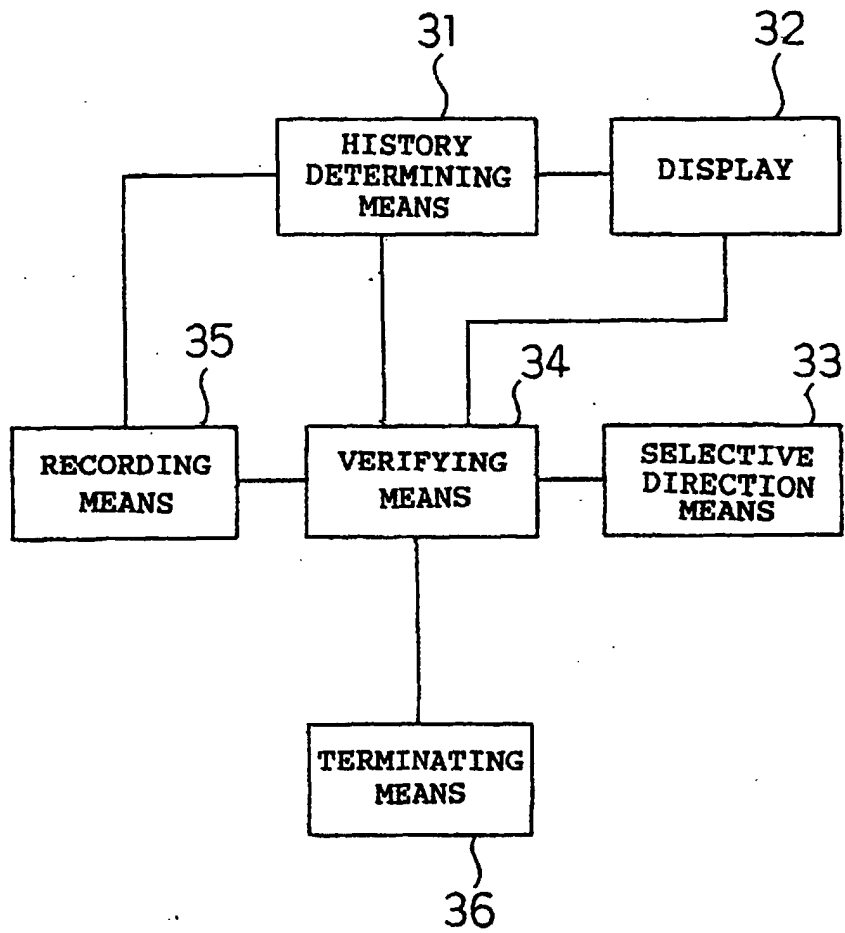 31
32
HISTORY
DETERMINING
MEANS
DISPLAY
35
34
33
RECORDING
MEANS
VERIFYING
MEANS
SELECTIVE
DIRECTION
MEANS
TERMINATING
MEANS
36